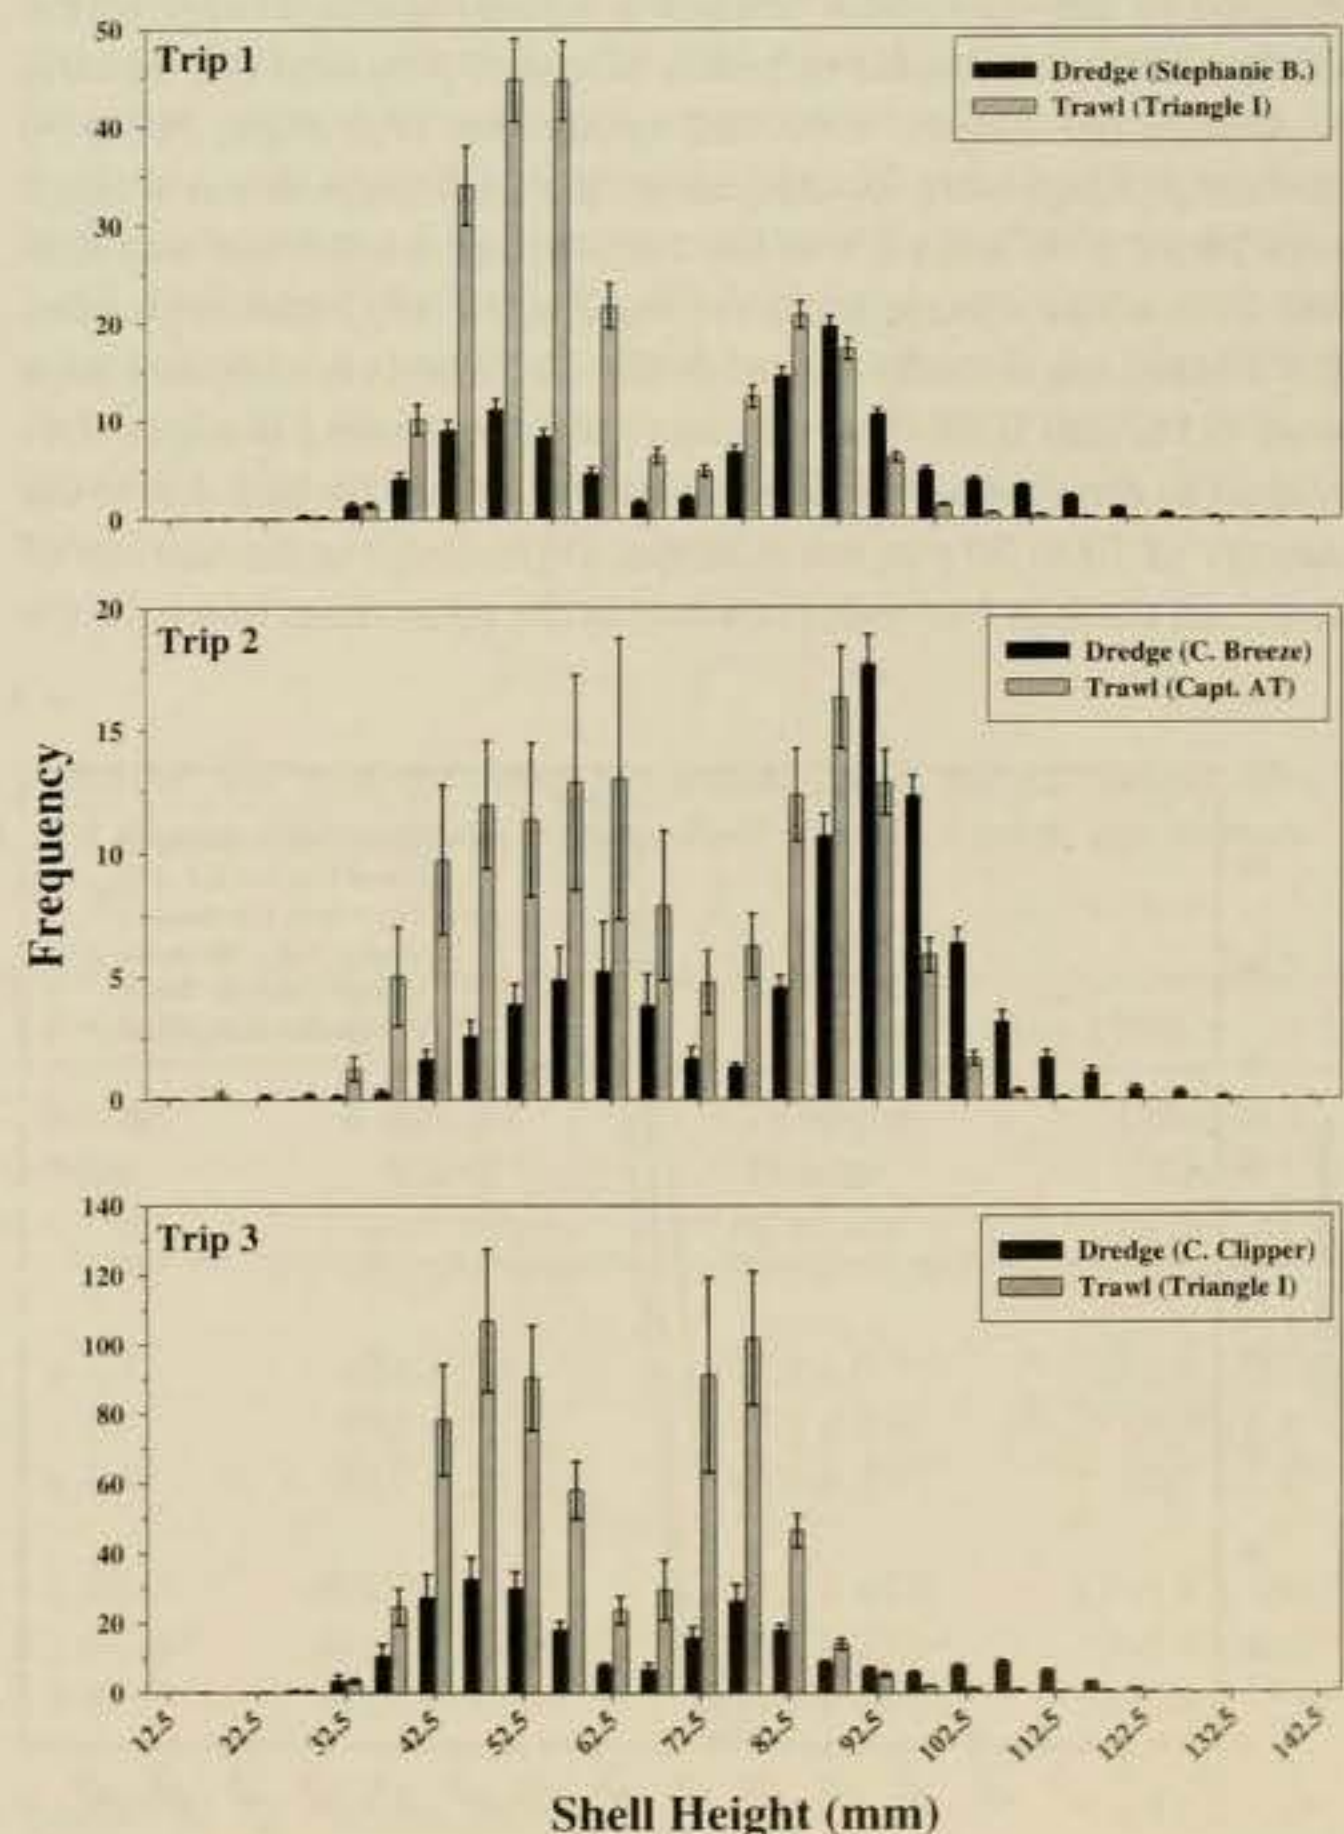 50
Trip 1
Dredge (Stephanie B.)
40
Trawl (Triangle I)
30
20
10
0
20
Trip 2
Dredge (C. Breeze)
Trawl (Capt. AT)
15
10
5
0
Frequency
140
Trip 3
Dredge (C. Clipper)
120
Trawl (Triangle I)
100
80
60
40
20
0
12.5 22.5 32.5 42.5 52.5 62.5 72.5 82.5 92.5 102.5 112.5 122.5 132.5 142.5
Shell Height (mm)